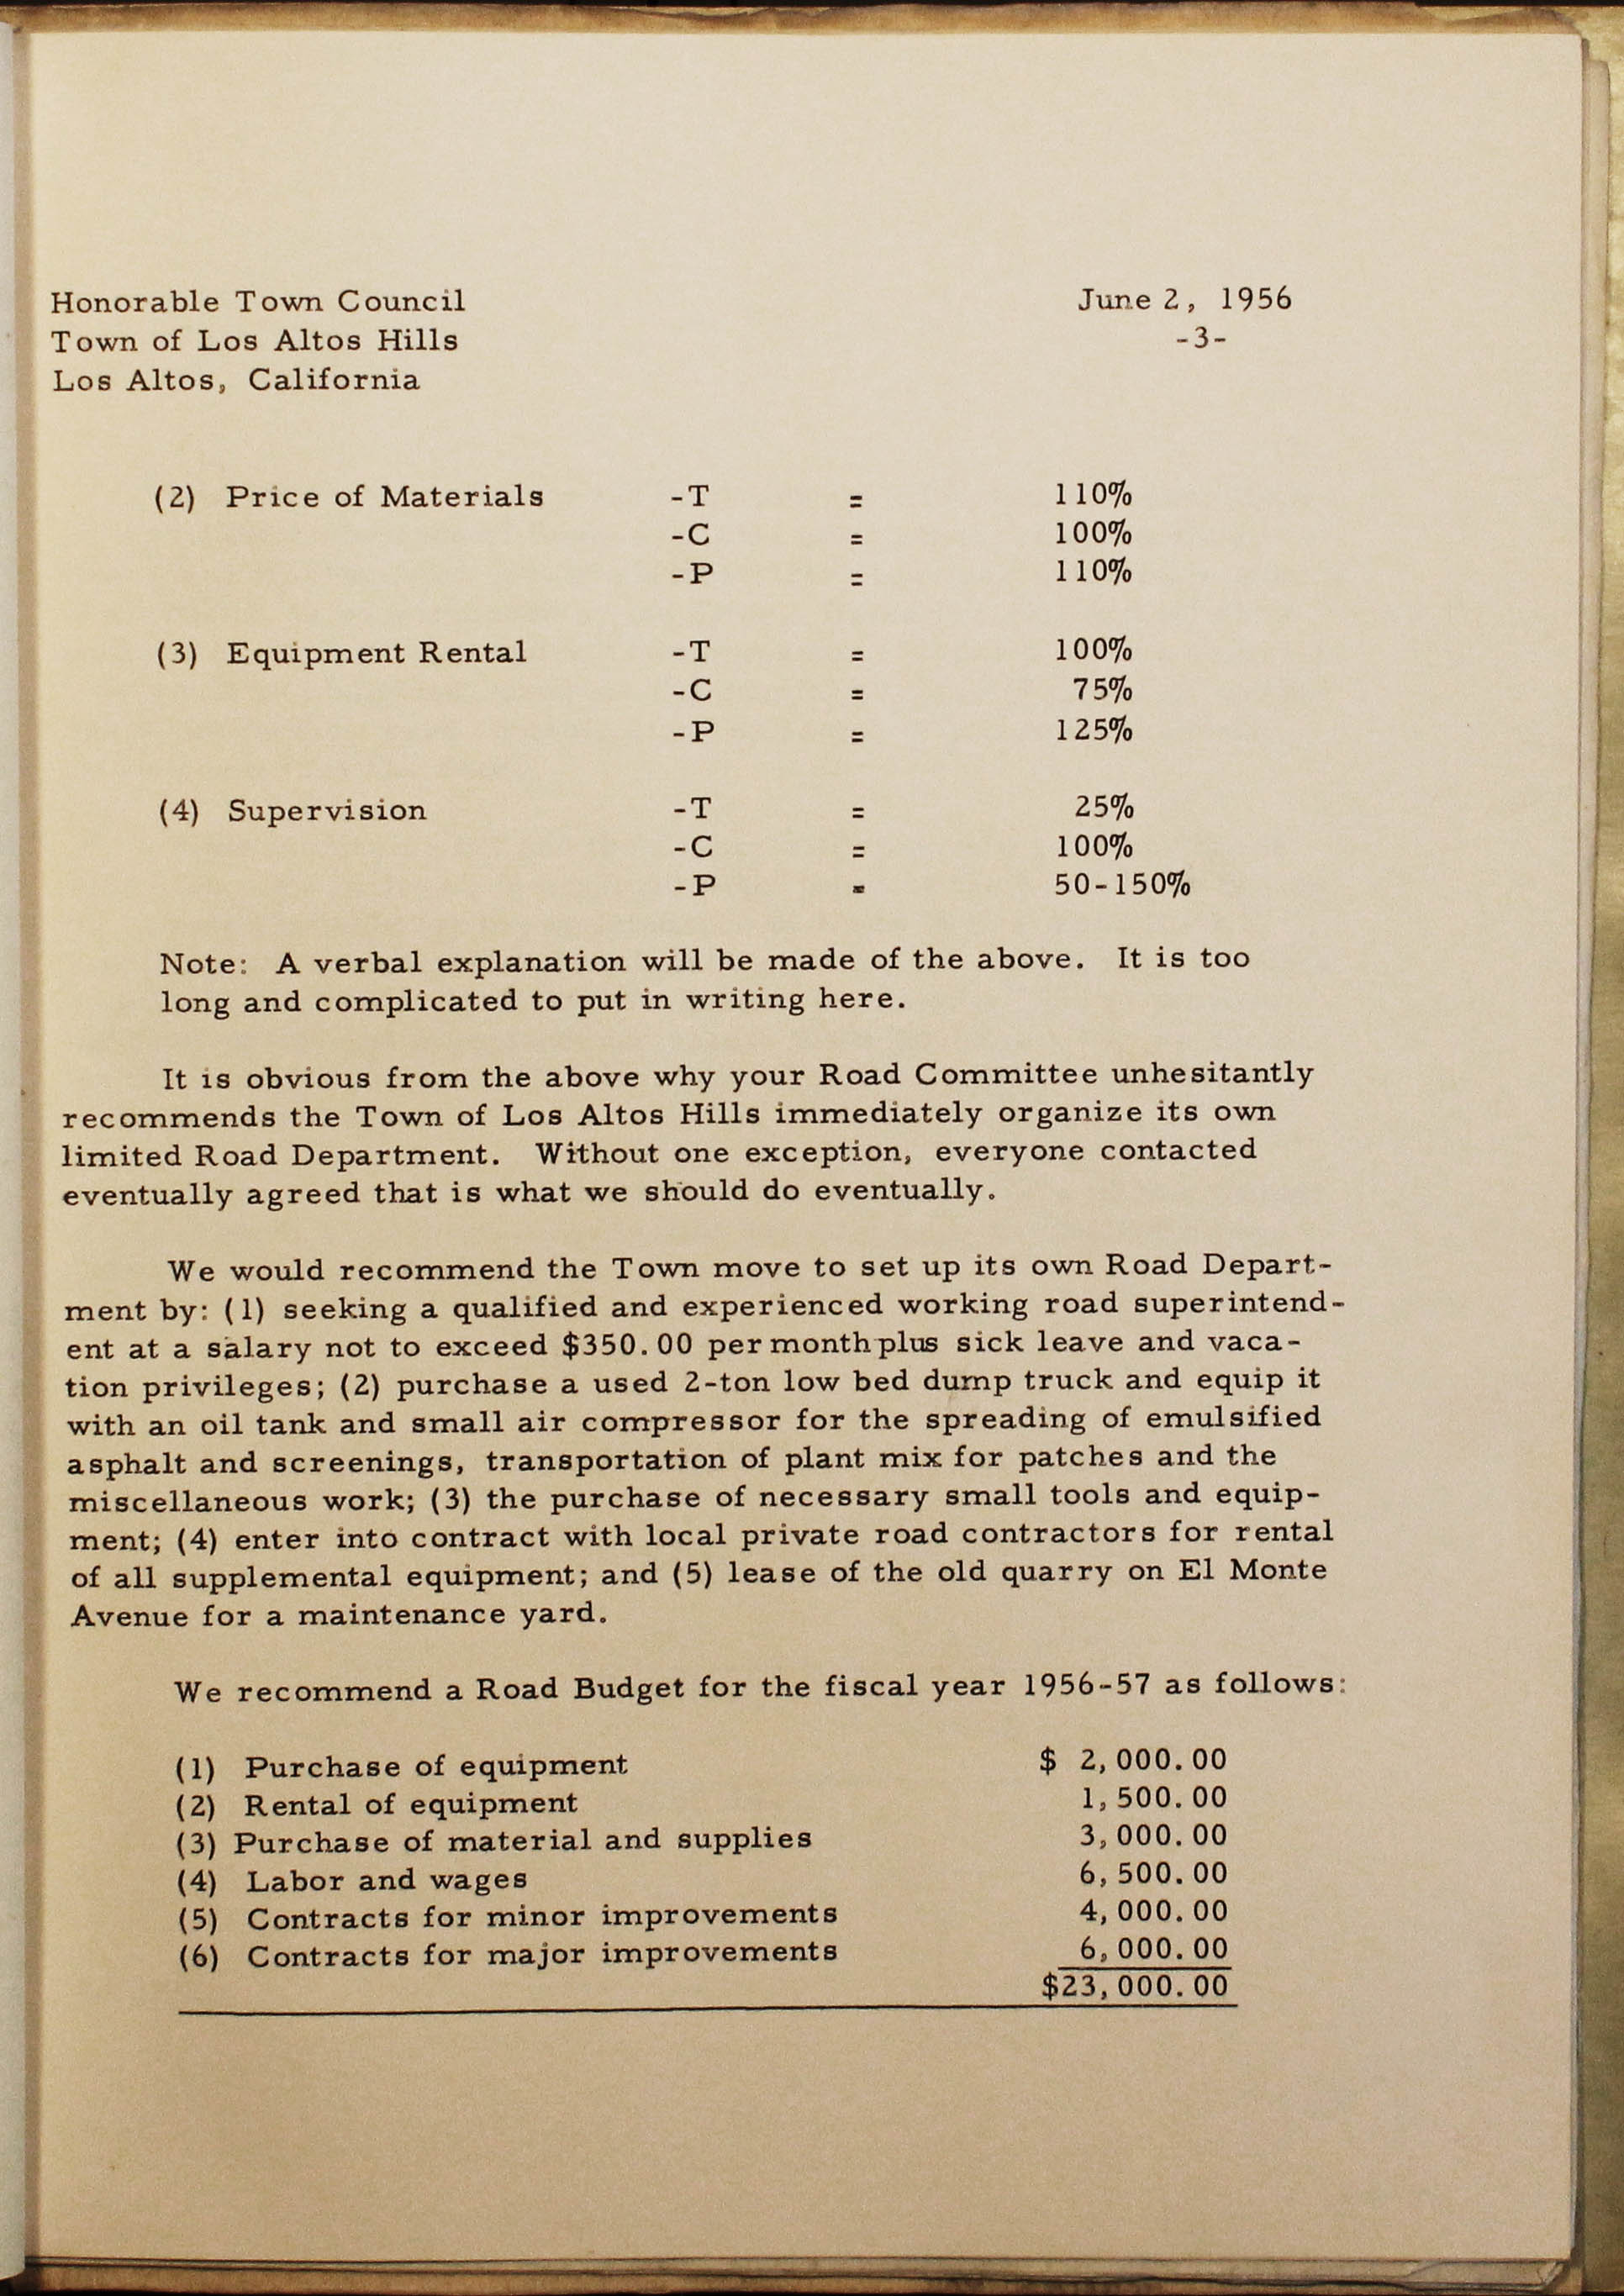 Honorable Town Council June 2, 1956
Town of Los Altos Hills -3-
Los Altos, California
(2) Price of Materials -T = 110%
-C = 100%
-P = 110%
(3) Equipment Rental -T = 100%
-C = 75%
-P = 125%
(4) Supervision -T = 25%
-C = 100%
-P = 50-150%
Note: A verbal explanation will be made of the above. It is too
long and complicated to put in writing here.
It is obvious from the above why your Road Committee unhesitantly
recommends the Town of Los Altos Hills immediately organize its own
limited Road Department. Without one exception, everyone contacted
eventually agreed that is what we should do eventually.
We would recommend the Town move to set up its own Road Depart-
ment by: (1) seeking a qualified and experienced working road superintend-
ent at a salary not to exceed $350.00 per month plus sick leave and vaca-
tion privileges; (2) purchase a used 2-ton low bed dump truck and equip it
with an oil tank and small air compressor for the spreading of emulsified
asphalt and screenings, transportation of plant mix for patches and the
miscellaneous work; (3) the purchase of necessary small tools and equip-
ment; (4) enter into contract with local private road contractors for rental
of all supplemental equipment; and (5) lease of the old quarry on El Monte
Avenue for a maintenance yard.
We recommend a Road Budget for the fiscal year 1956-57 as follows:
(1) Purchase of equipment $ 2,000.00
(2) Rental of equipment 1,500.00
(3) Purchase of material and supplies 3,000.00
(4) Labor and wages 6,500.00
(5) Contracts for minor improvements 4,000.00
(6) Contracts for major improvements 6,000.00
$23,000.00